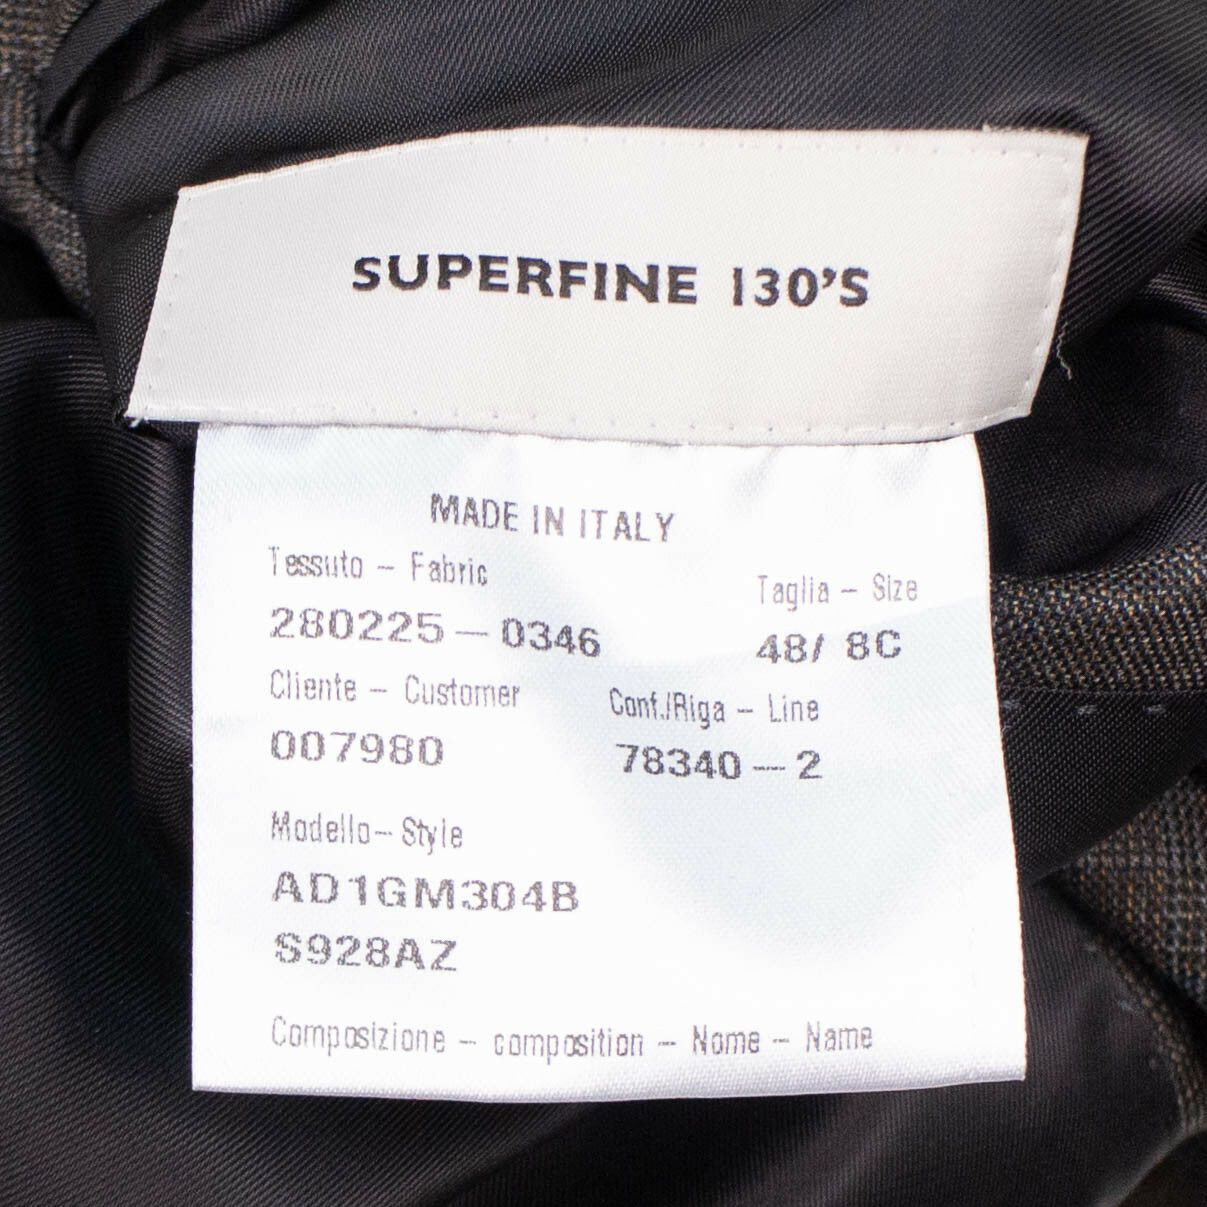 SUPERFINE 130'S
MADE IN ITALY
Tessuto - Fabric
Taglia - Size
280225-0346
48/ 8C
Cliente - Customer
Conf./Riga - Line
007980
78340-2
Modello-Style
AD1GM304B
S928AZ
Composizione - composition - Nome - Name